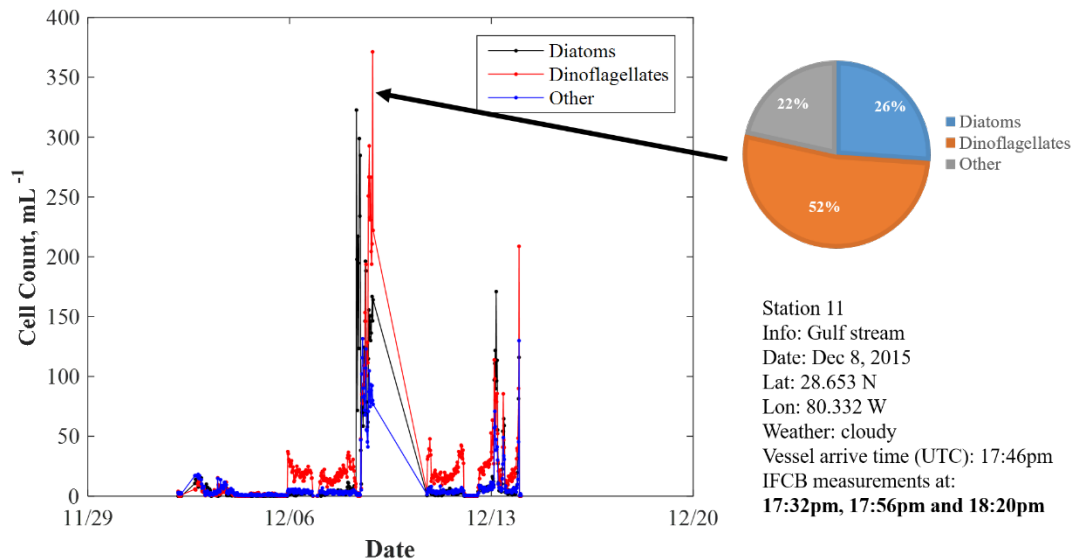 400
350
300
250
200
150
100
50
0
Cell Count, mL -1
11/29
12/06
12/13
12/20
Date
Diatoms
Dinoflagellates
Other
22%
26%
52%
Diatoms
Dinoflagellates
Other
Station 11
Info: Gulf stream
Date: Dec 8, 2015
Lat: 28.653 N
Lon: 80.332 W
Weather: cloudy
Vessel arrive time (UTC): 17:46pm
IFCB measurements at:
17:32pm, 17:56pm and 18:20pm